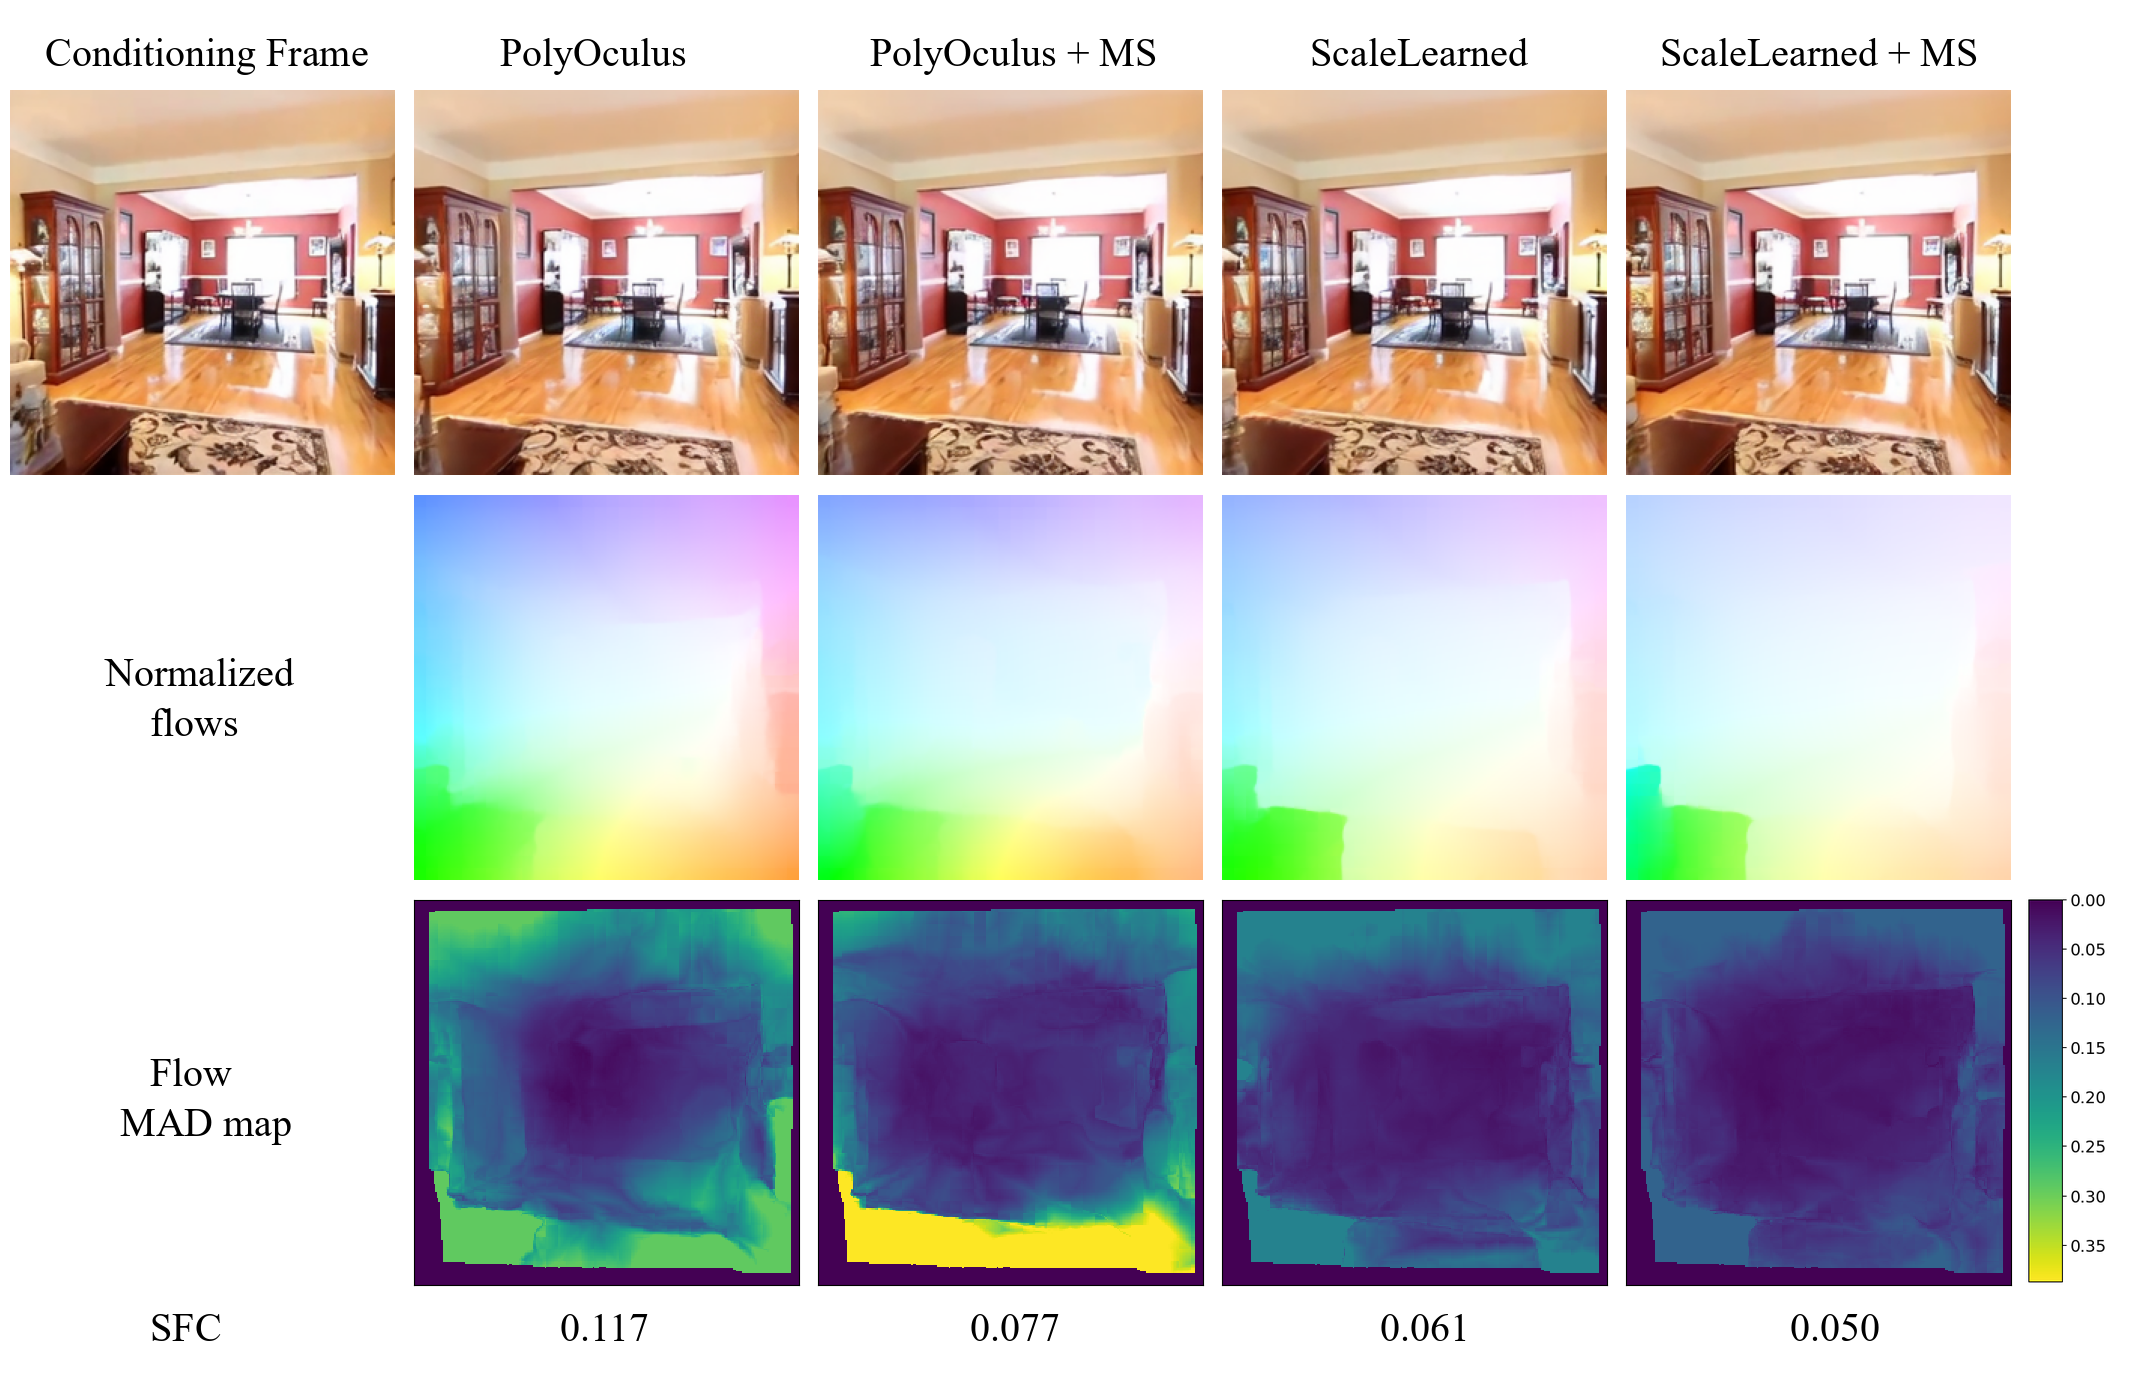 Conditioning Frame
PolyOculus
PolyOculus + MS
ScaleLearned
ScaleLearned + MS
Normalized
flows
Flow
MAD map
0.00
0.05
0.10
0.15
0.20
0.25
0.30
0.35
SFC
0.117
0.077
0.061
0.050